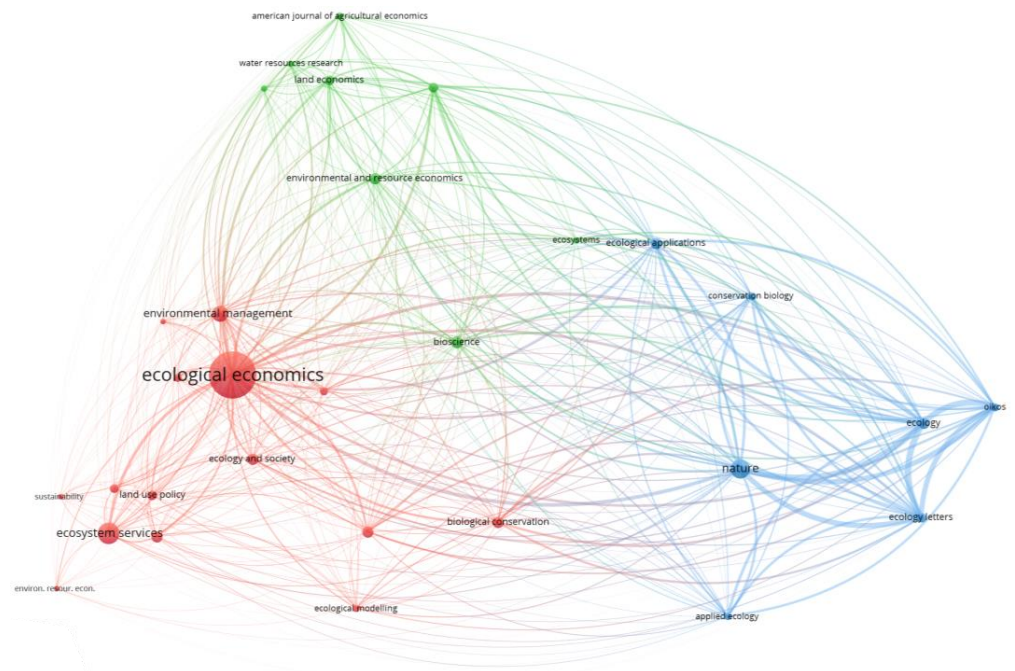 american journal of agricultural economics
water resources research
land economics
environmental and resource economics
ecosystems
ecological applications
conservation biology
environmental management
bioscience
ecological economics
oikos
ecology
ecology and society
nature
sustainability
land use policy
ecology letters
biological conservation
ecosystem services
environ. resour. econ.
ecological modelling
applied ecology